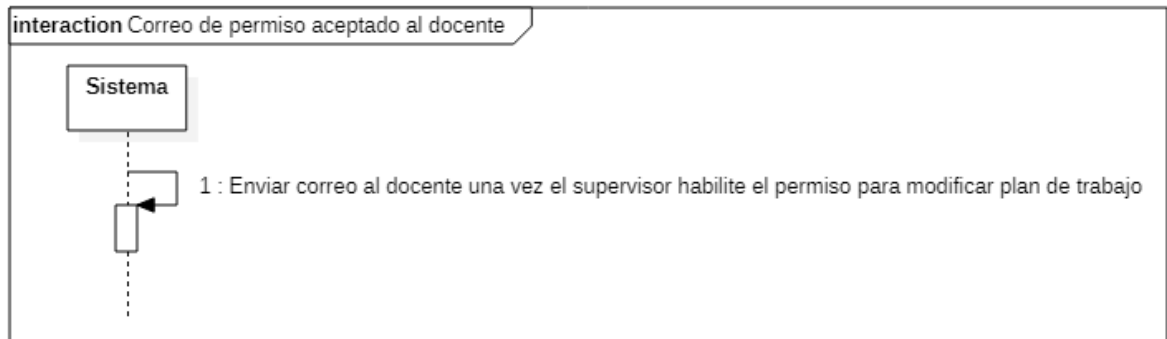 interaction Correo de permiso aceptado al docente
Sistema
1 : Enviar correo al docente una vez el supervisor habilite el permiso para modificar plan de trabajo